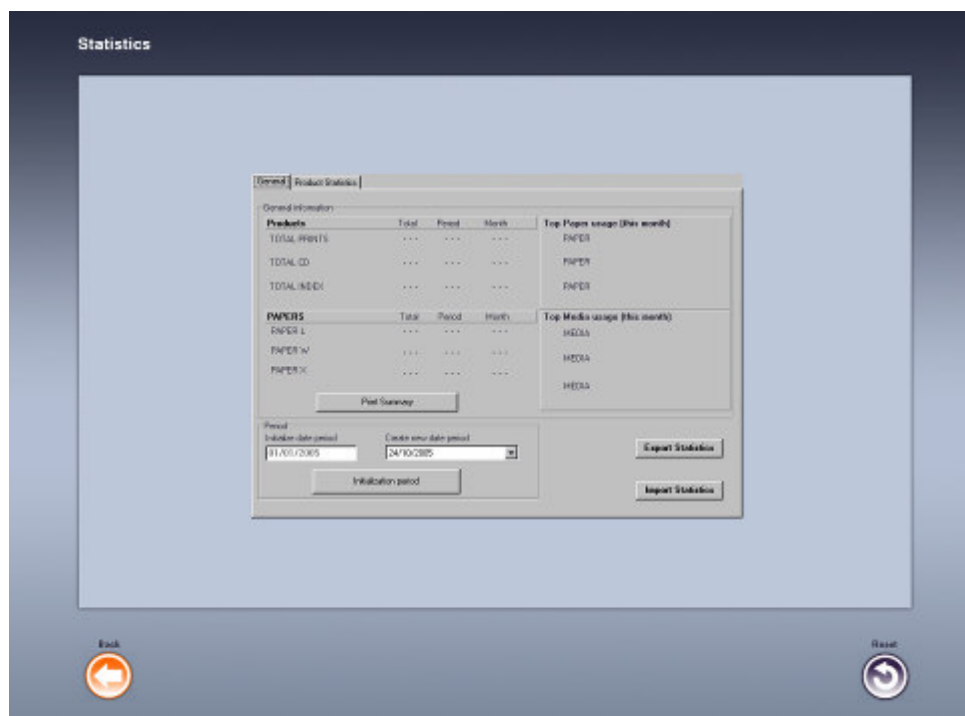 Statistics
General Product Statistics
General information
Products Total Period Month
TOTAL PRINTS --- --- ---
TOTAL CD --- --- ---
TOTAL INDEX --- --- ---
Top Paper usage (this month)
PAPER
PAPER
PAPER
PAPERS Total Period Month
PAPER L --- --- ---
PAPER W --- --- ---
PAPER X --- --- ---
Top Media usage (this month)
MEDIA
MEDIA
MEDIA
Print Summary
Period
Initialize date period Create new date period
01/01/2005 24/10/2005
Initialization period
Export Statistics
Import Statistics
Back Reset